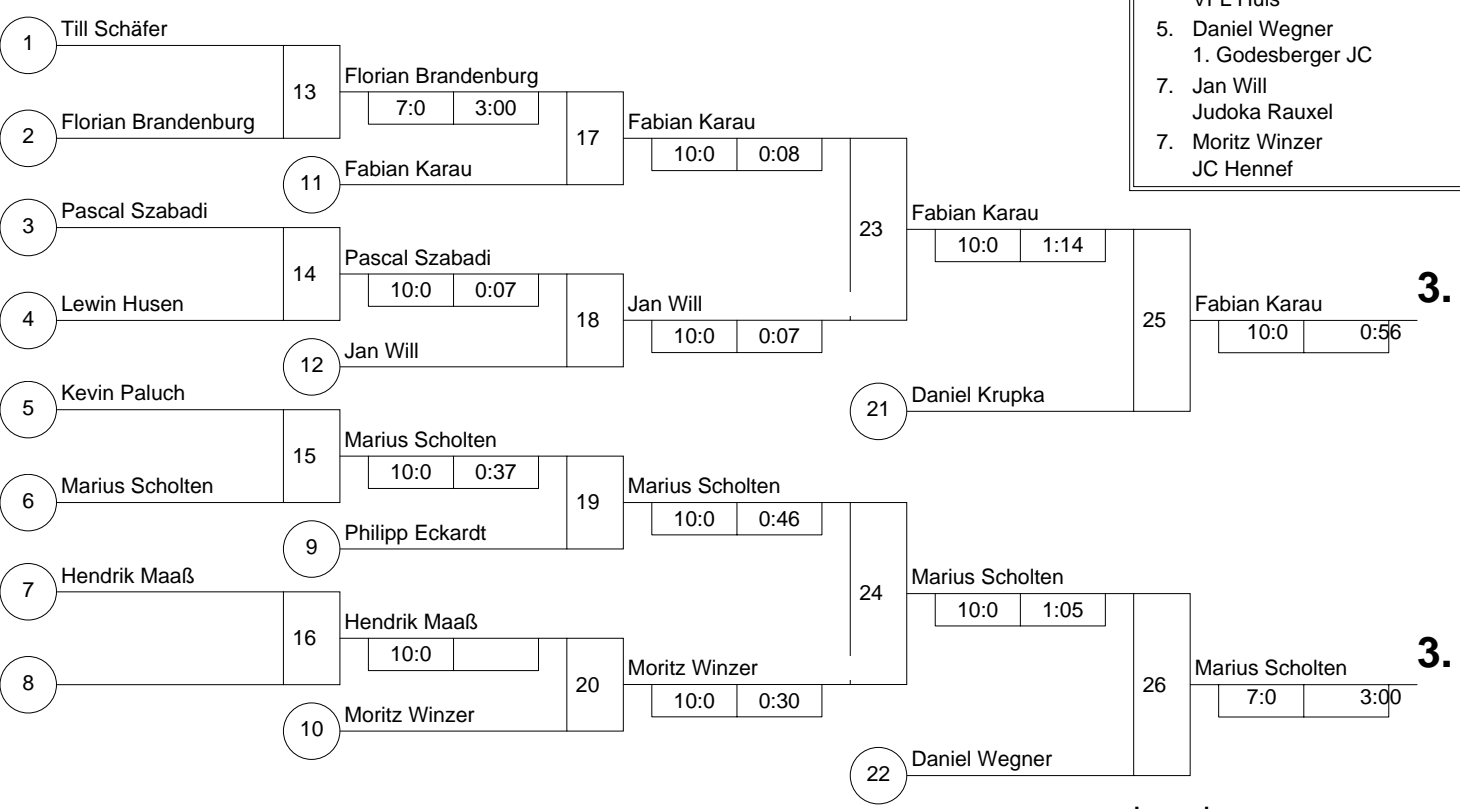 VFL Hüls
5. Daniel Wegner
1. Godesberger JC
7. Jan Will
Judoka Rauxel
7. Moritz Winzer
JC Hennef
1 Till Schäfer
13 Florian Brandenburg
7:0 3:00
2 Florian Brandenburg
17 Fabian Karau
10:0 0:08
11 Fabian Karau
3 Pascal Szabadi
23 Fabian Karau
10:0 1:14
14 Pascal Szabadi
10:0 0:07
4 Lewin Husen
18 Jan Will
10:0 0:07
25 Fabian Karau 3.
10:0 0:56
12 Jan Will
5 Kevin Paluch
21 Daniel Krupka
15 Marius Scholten
10:0 0:37
6 Marius Scholten
19 Marius Scholten
10:0 0:46
9 Philipp Eckardt
7 Hendrik Maaß
24 Marius Scholten
10:0 1:05
16 Hendrik Maaß
10:0
8
20 Moritz Winzer
10:0 0:30
26 Marius Scholten 3.
7:0 3:00
10 Moritz Winzer
22 Daniel Wegner